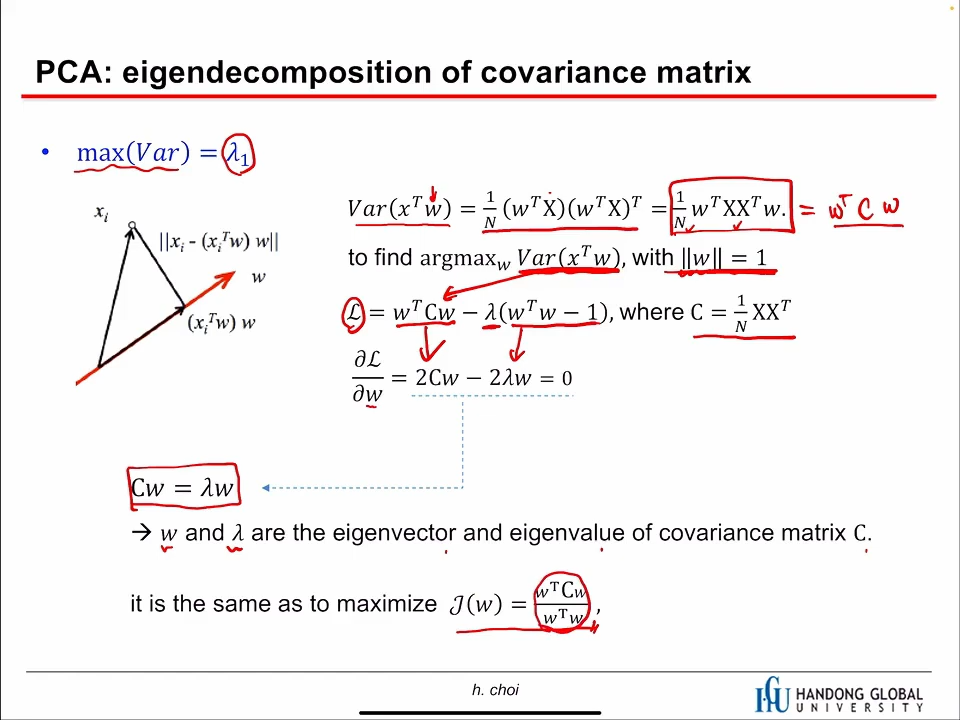 PCA: eigendecomposition of covariance matrix
• max(Var) = λ₁
xᵢ
||xᵢ - (xᵢᵀw) w||
w
(xᵢᵀw) w
Var(xᵀw) = 1/N (wᵀX)(wᵀX)ᵀ = 1/N wᵀXXᵀw. = wᵀ C w
to find argmax_w Var(xᵀw), with ‖w‖ = 1
ℒ = wᵀCw − λ(wᵀw − 1), where C = 1/N XXᵀ
∂ℒ/∂w = 2Cw − 2λw = 0
Cw = λw
→ w and λ are the eigenvector and eigenvalue of covariance matrix C.
it is the same as to maximize 𝒥(w) = wᵀCw/wᵀw,
h. choi
HGU HANDONG GLOBAL
UNIVERSITY